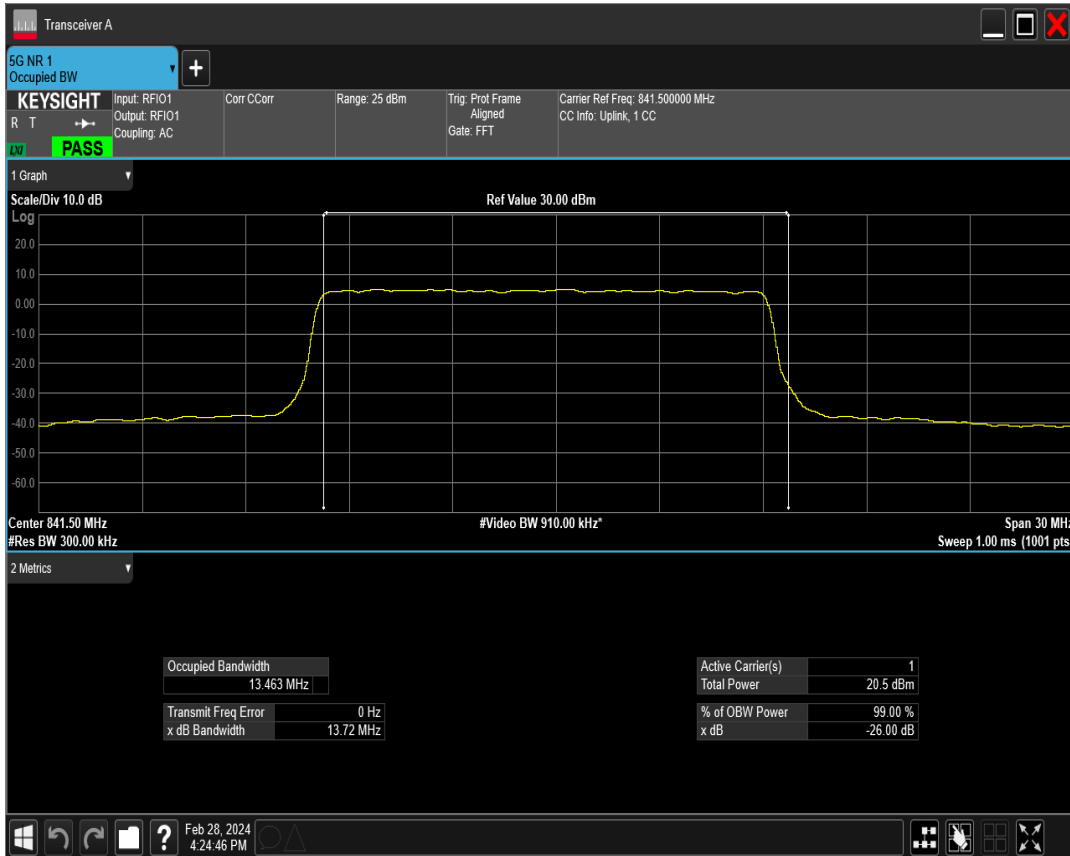 Transceiver A
5G NR 1
Occupied BW
KEYSIGHT
R T
LXI
PASS
Input: RFIO1
Output: RFIO1
Coupling: AC
Corr CCorr
Range: 25 dBm
Trig: Prot Frame
Aligned
Gate: FFT
Carrier Ref Freq: 841.500000 MHz
CC Info: Uplink, 1 CC
1 Graph
Scale/Div 10.0 dB
Ref Value 30.00 dBm
Log
20.0
10.0
0.00
-10.0
-20.0
-30.0
-40.0
-50.0
-60.0
Center 841.50 MHz
#Video BW 910.00 kHz*
Span 30 MHz
#Res BW 300.00 kHz
Sweep 1.00 ms (1001 pts
2 Metrics
Occupied Bandwidth
13.463 MHz
Transmit Freq Error 0 Hz
x dB Bandwidth 13.72 MHz
Active Carrier(s) 1
Total Power 20.5 dBm
% of OBW Power 99.00 %
x dB -26.00 dB
Feb 28, 2024
4:24:46 PM